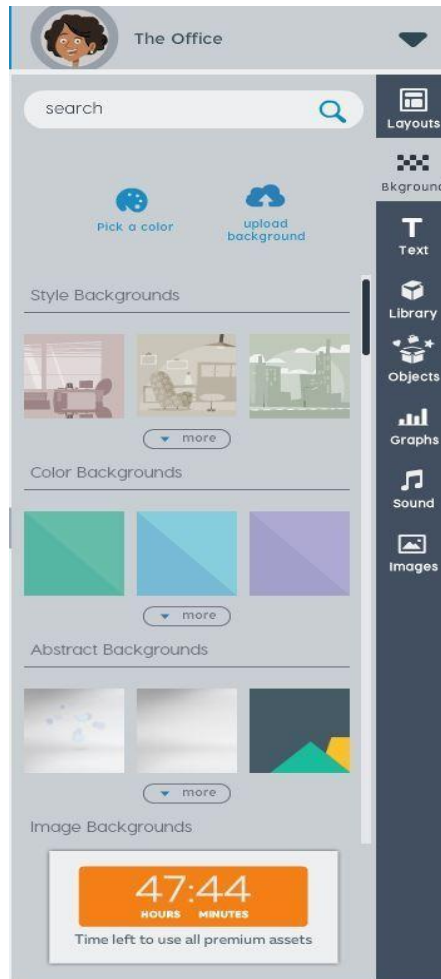 The Office
search
Layouts
Bkground
Pick a color
upload
background
Text
Style Backgrounds
Library
Objects
more
Graphs
Color Backgrounds
Sound
Images
more
Abstract Backgrounds
more
Image Backgrounds
47:44
HOURS MINUTES
Time left to use all premium assets